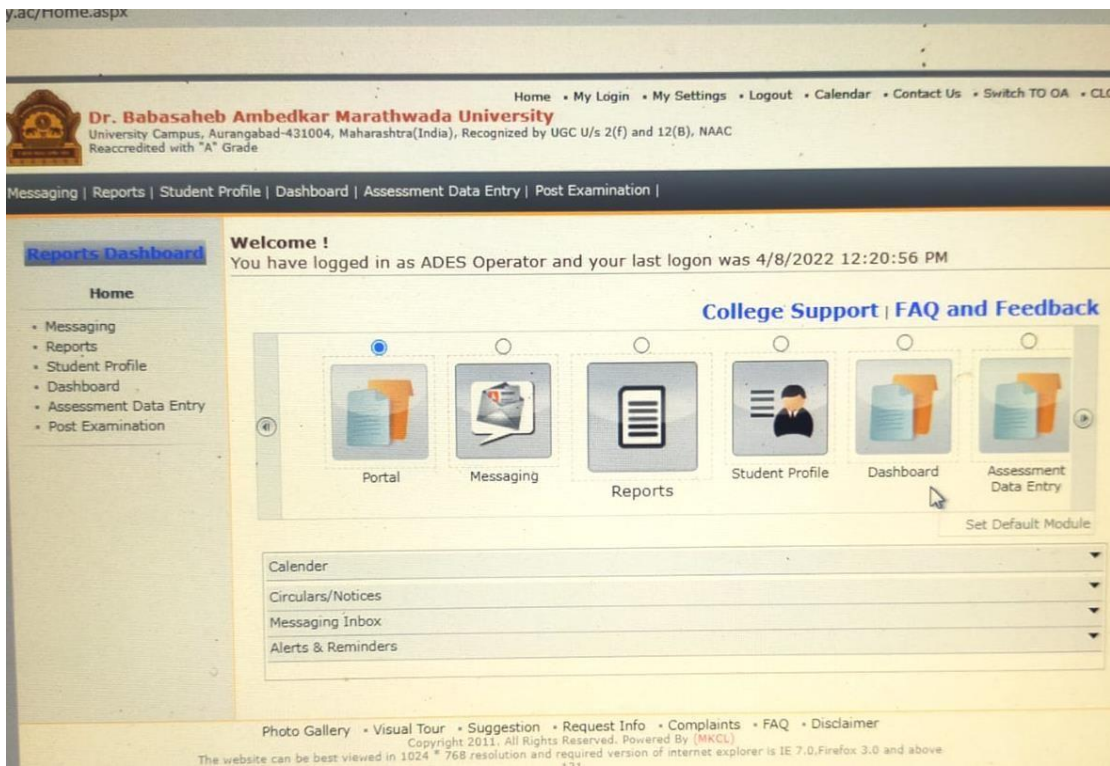 y.ac/Home.aspx
Home • My Login • My Settings • Logout • Calendar • Contact Us • Switch TO OA • CLO
Dr. Babasaheb Ambedkar Marathwada University
University Campus, Aurangabad-431004, Maharashtra(India), Recognized by UGC U/s 2(f) and 12(B), NAAC
Reaccredited with "A" Grade
Messaging | Reports | Student Profile | Dashboard | Assessment Data Entry | Post Examination |
Reports Dashboard
Home
• Messaging
• Reports
• Student Profile
• Dashboard
• Assessment Data Entry
• Post Examination
Welcome !
You have logged in as ADES Operator and your last logon was 4/8/2022 12:20:56 PM
College Support | FAQ and Feedback
Portal
Messaging
Reports
Student Profile
Dashboard
Assessment
Data Entry
Set Default Module
Calender
Circulars/Notices
Messaging Inbox
Alerts & Reminders
Photo Gallery • Visual Tour • Suggestion • Request Info • Complaints • FAQ • Disclaimer
Copyright 2011. All Rights Reserved. Powered By (MKCL)
The website can be best viewed in 1024 * 768 resolution and required version of internet explorer is IE 7.0,Firefox 3.0 and above